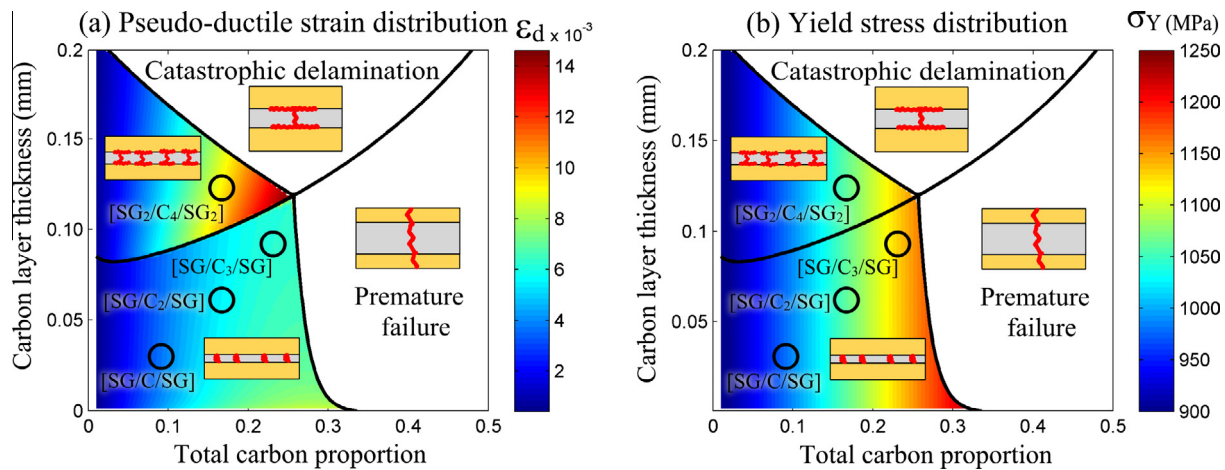 (a) Pseudo-ductile strain distribution
εd x 10⁻³
Carbon layer thickness (mm)
0.2
0.15
0.10
0.05
0
Catastrophic delamination
[SG2/C4/SG2]
[SG/C3/SG]
[SG/C2/SG]
[SG/C/SG]
Premature
failure
0 0.1 0.2 0.3 0.4 0.5
Total carbon proportion
14
12
10
8
6
4
2
(b) Yield stress distribution
σY (MPa)
Carbon layer thickness (mm)
0.2
0.15
0.10
0.05
Catastrophic delamination
[SG2/C4/SG2]
[SG/C3/SG]
[SG/C2/SG]
[SG/C/SG]
Premature
failure
0 0.1 0.2 0.3 0.4 0.5
Total carbon proportion
1250
1200
1150
1100
1050
1000
950
900